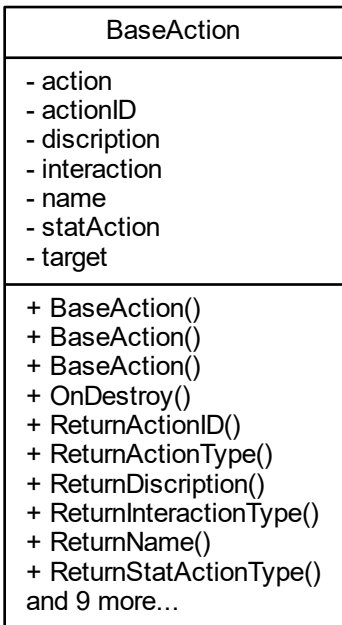 BaseAction
- action
- actionID
- discription
- interaction
- name
- statAction
- target
+ BaseAction()
+ BaseAction()
+ BaseAction()
+ OnDestroy()
+ ReturnActionID()
+ ReturnActionType()
+ ReturnDiscription()
+ ReturnInteractionType()
+ ReturnName()
+ ReturnStatActionType()
and 9 more...